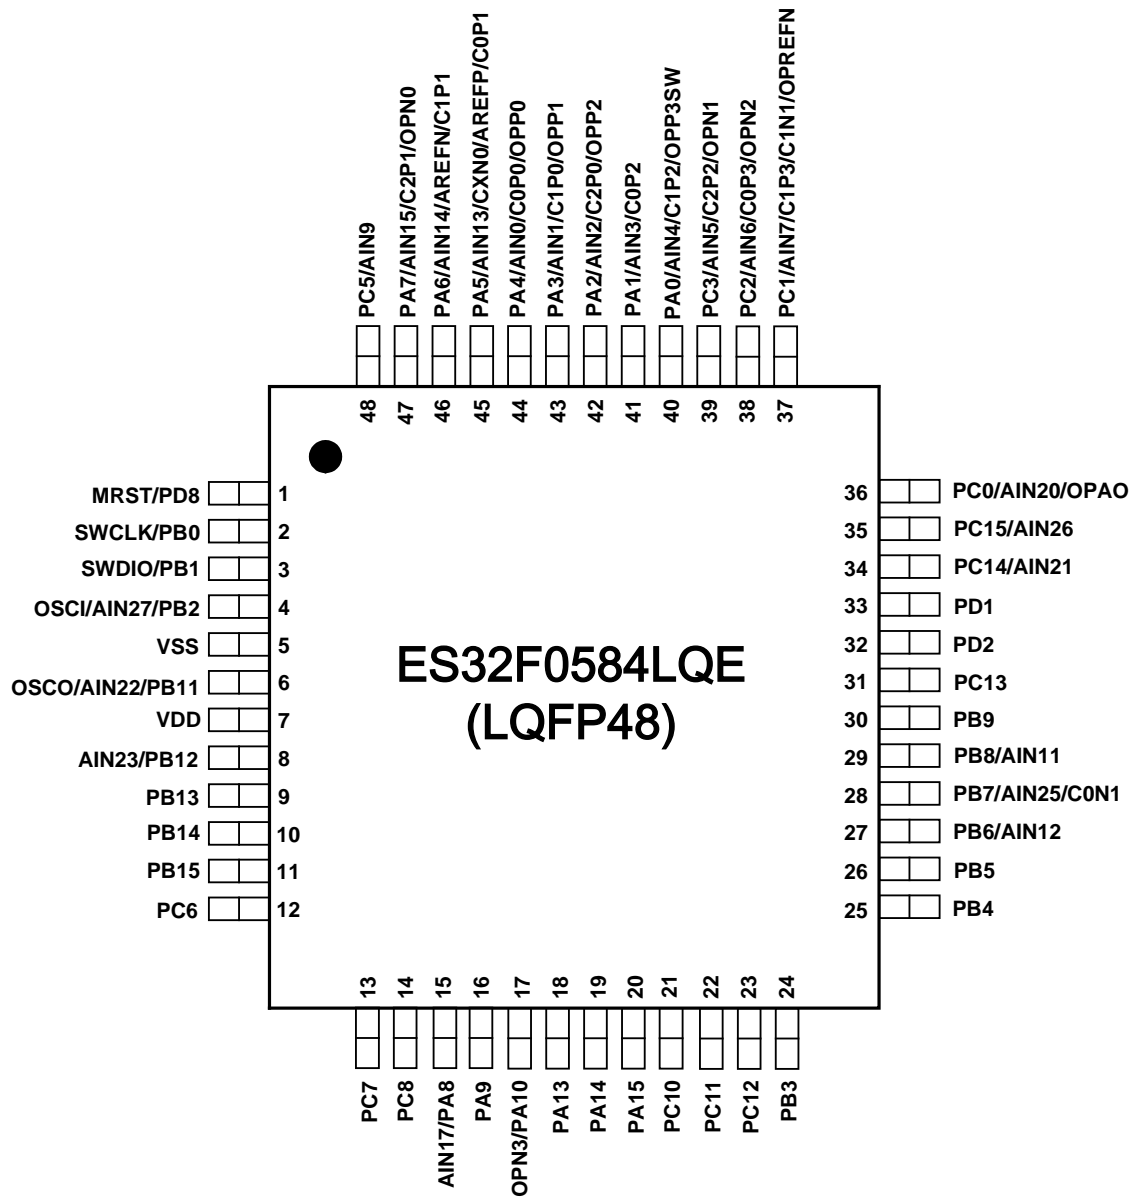 PC5/AIN9
PA7/AIN15/C2P1/OPN0
PA6/AIN14/AREFN/C1P1
PA5/AIN13/CXN0/AREFP/C0P1
PA4/AIN0/C0P0/OPP0
PA3/AIN1/C1P0/OPP1
PA2/AIN2/C2P0/OPP2
PA1/AIN3/C0P2
PA0/AIN4/C1P2/OPP3SW
PC3/AIN5/C2P2/OPN1
PC2/AIN6/C0P3/OPN2
PC1/AIN7/C1P3/C1N1/OPREFN
48 47 46 45 44 43 42 41 40 39 38 37
MRST/PD8 1
SWCLK/PB0 2
SWDIO/PB1 3
OSCI/AIN27/PB2 4
VSS 5
OSCO/AIN22/PB11 6
VDD 7
AIN23/PB12 8
PB13 9
PB14 10
PB15 11
PC6 12
ES32F0584LQE
(LQFP48)
36 PC0/AIN20/OPAO
35 PC15/AIN26
34 PC14/AIN21
33 PD1
32 PD2
31 PC13
30 PB9
29 PB8/AIN11
28 PB7/AIN25/C0N1
27 PB6/AIN12
26 PB5
25 PB4
13 14 15 16 17 18 19 20 21 22 23 24
PC7
PC8
AIN17/PA8
PA9
OPN3/PA10
PA13
PA14
PA15
PC10
PC11
PC12
PB3